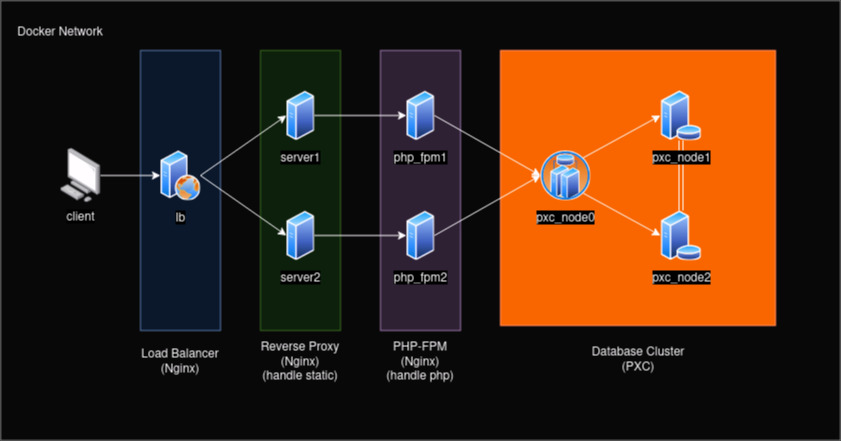 Docker Network
client
lb
server1
server2
php_fpm1
php_fpm2
pxc_node0
pxc_node1
pxc_node2
Load Balancer
(Nginx)
Reverse Proxy
(Nginx)
(handle static)
PHP-FPM
(Nginx)
(handle php)
Database Cluster
(PXC)